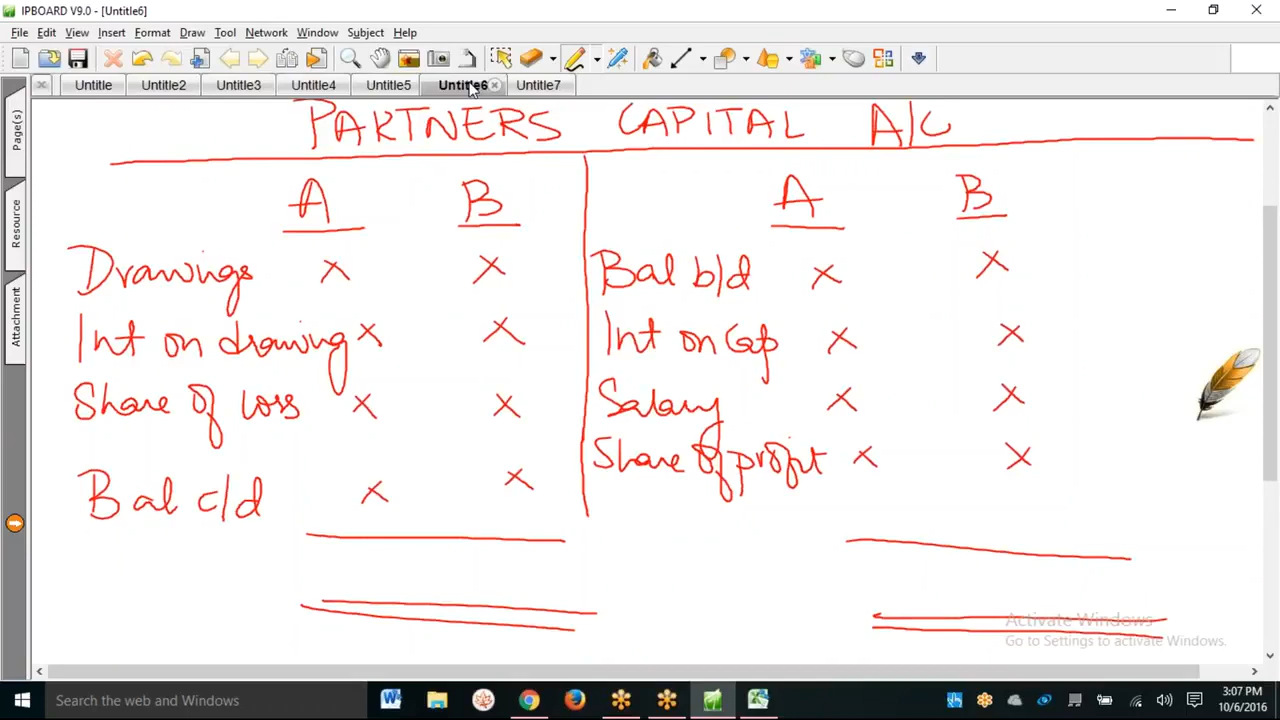 IPBOARD V9.0 - [Untitle6]
File Edit View Insert Format Draw Tool Network Window Subject Help
Untitle Untitle2 Untitle3 Untitle4 Untitle5 Untitle6 Untitle7
Page(s)
Resource
Attachment
PARTNERS CAPITAL A/C
A B A B
Drawings x x Bal b/d x x
Int on drawing x x Int on Cap x x
Share of loss x x Salary x x
Share of profit x x
Bal c/d x x
Activate Windows
Go to Settings to activate Windows.
Search the web and Windows
3:07 PM
10/6/2016